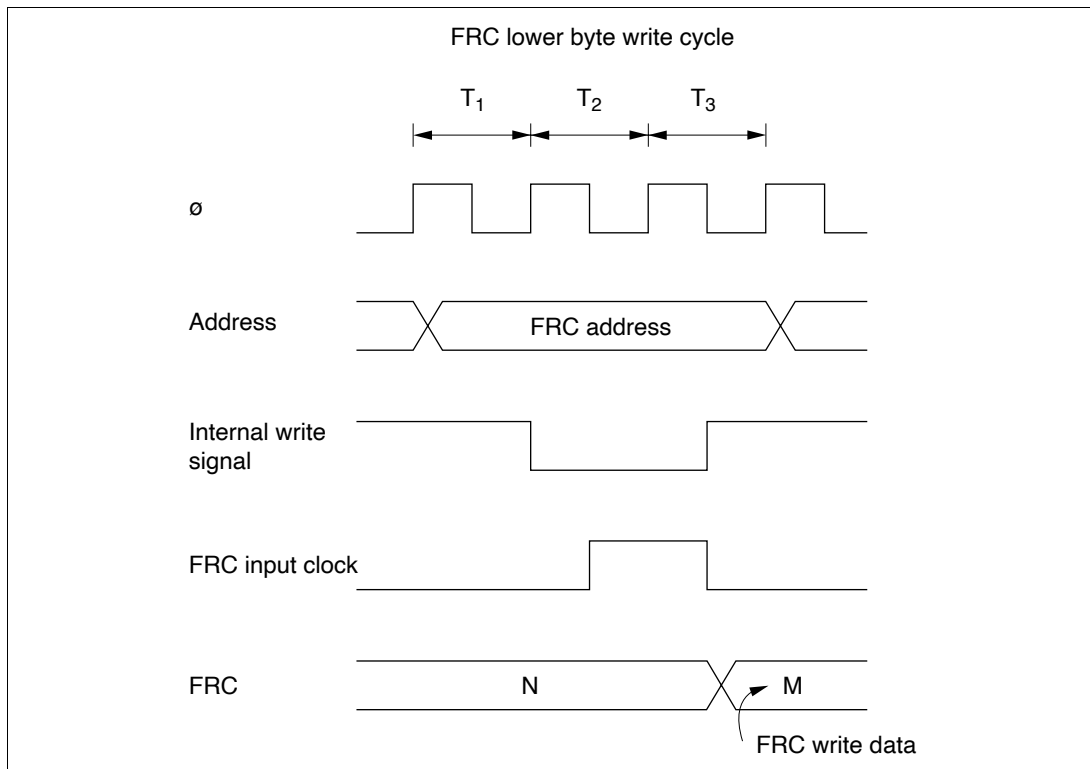 FRC lower byte write cycle
T₁ T₂ T₃
ø
Address
FRC address
Internal write
signal
FRC input clock
FRC
N
M
FRC write data